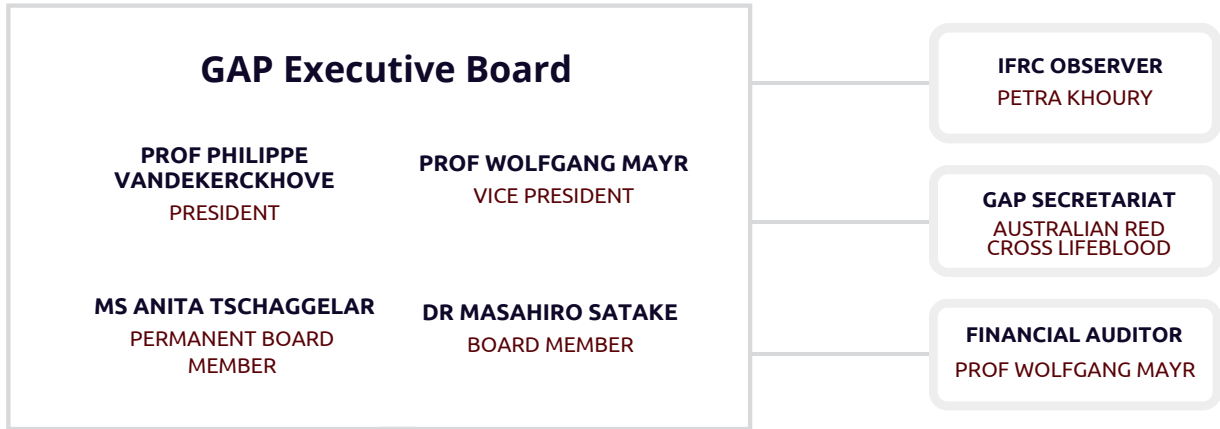 GAP Executive Board
PROF PHILIPPE
VANDEKERCKHOVE
PRESIDENT
PROF WOLFGANG MAYR
VICE PRESIDENT
MS ANITA TSCHAGGELAR
PERMANENT BOARD
MEMBER
DR MASAHIRO SATAKE
BOARD MEMBER
IFRC OBSERVER
PETRA KHOURY
GAP SECRETARIAT
AUSTRALIAN RED
CROSS LIFEBLOOD
FINANCIAL AUDITOR
PROF WOLFGANG MAYR